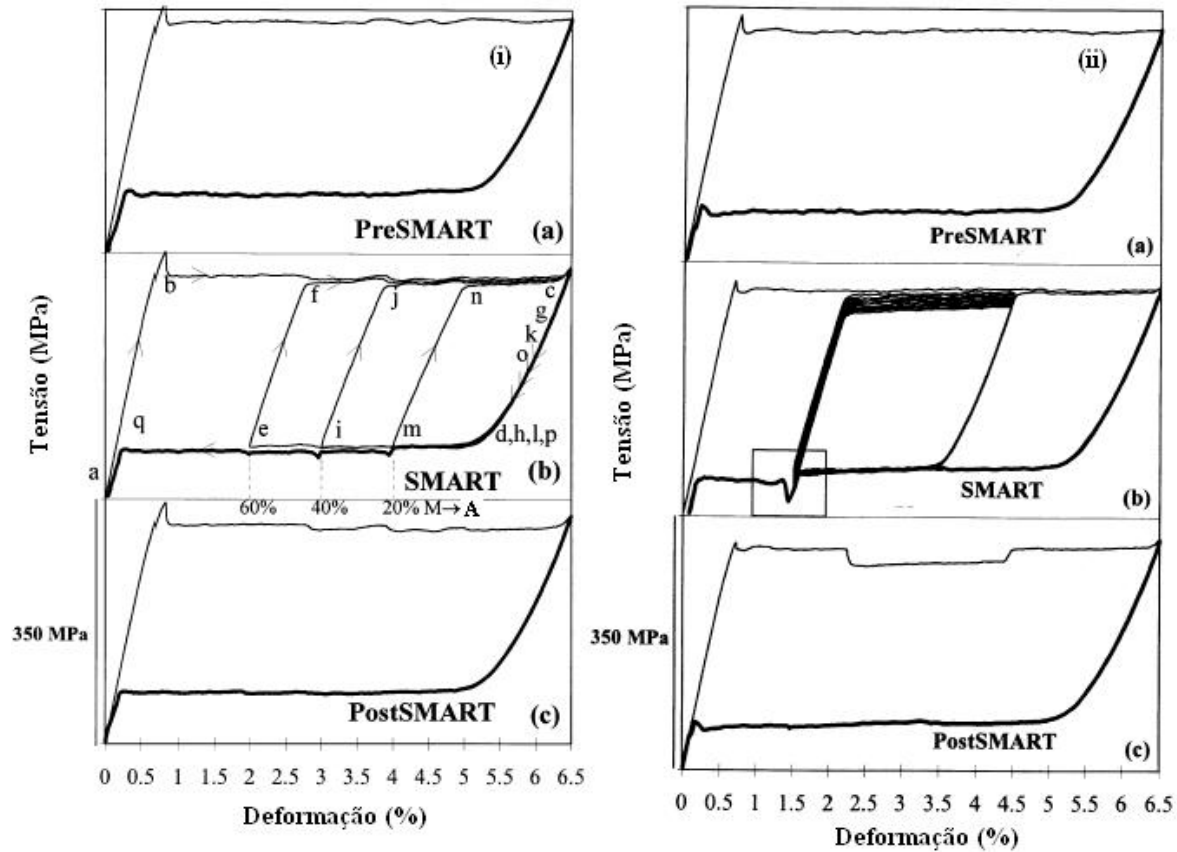 (i)
PreSMART (a)
b
f
j
n
c
g
k
o
q
e
i
m
d,h,l,p
a
SMART (b)
60% 40% 20% M→A
350 MPa
PostSMART (c)
0 0.5 1 1.5 2 2.5 3 3.5 4 4.5 5 5.5 6 6.5
Deformação (%)
Tensão (MPa)
(ii)
PreSMART (a)
SMART (b)
350 MPa
PostSMART (c)
0 0.5 1 1.5 2 2.5 3 3.5 4 4.5 5 5.5 6 6.5
Deformação (%)
Tensão (MPa)